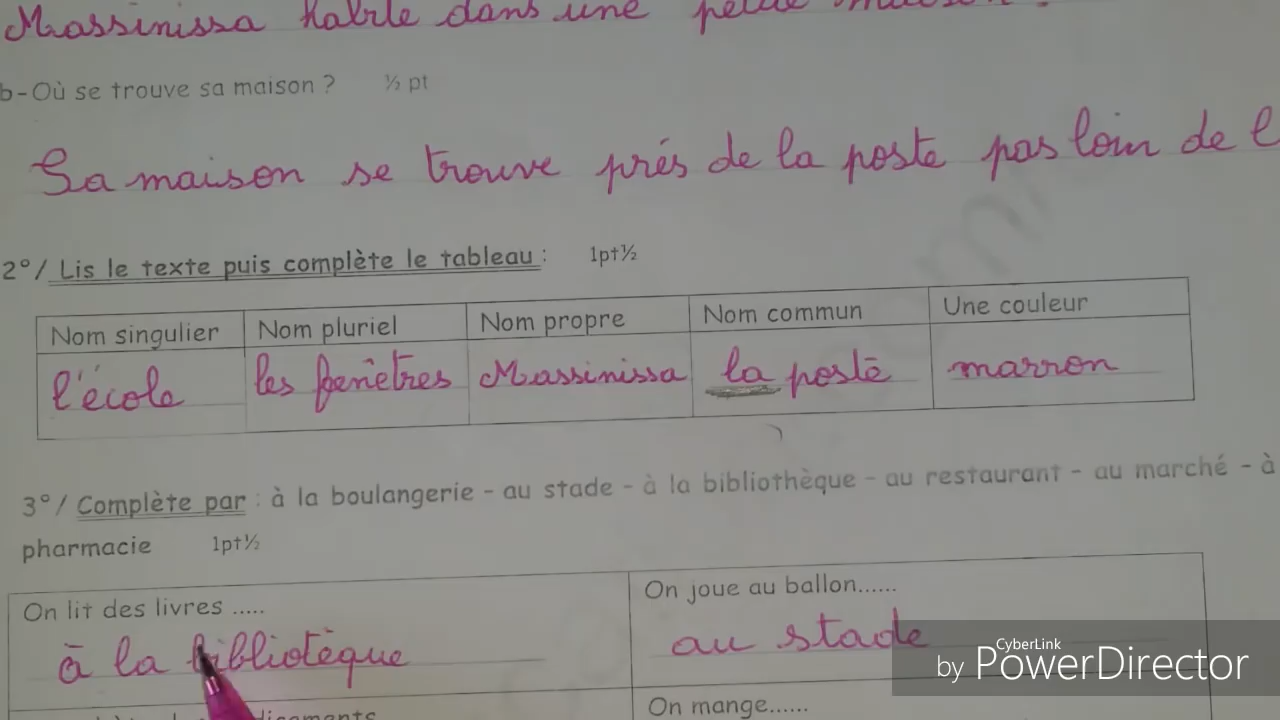 Massinissa habite dans une petite maison.
b-Où se trouve sa maison ? ½ pt
Sa maison se trouve prés de la poste pas loin de l
2°/ Lis le texte puis complète le tableau : 1pt½
Nom singulier Nom pluriel Nom propre Nom commun Une couleur
l'école les fenêtres Massinissa la poste marron
3°/ Complète par : à la boulangerie - au stade - à la bibliothèque - au restaurant - au marché - à
pharmacie 1pt½
On lit des livres ..... On joue au ballon......
à la bibliotèque au stade
On mange......
CyberLink
by PowerDirector